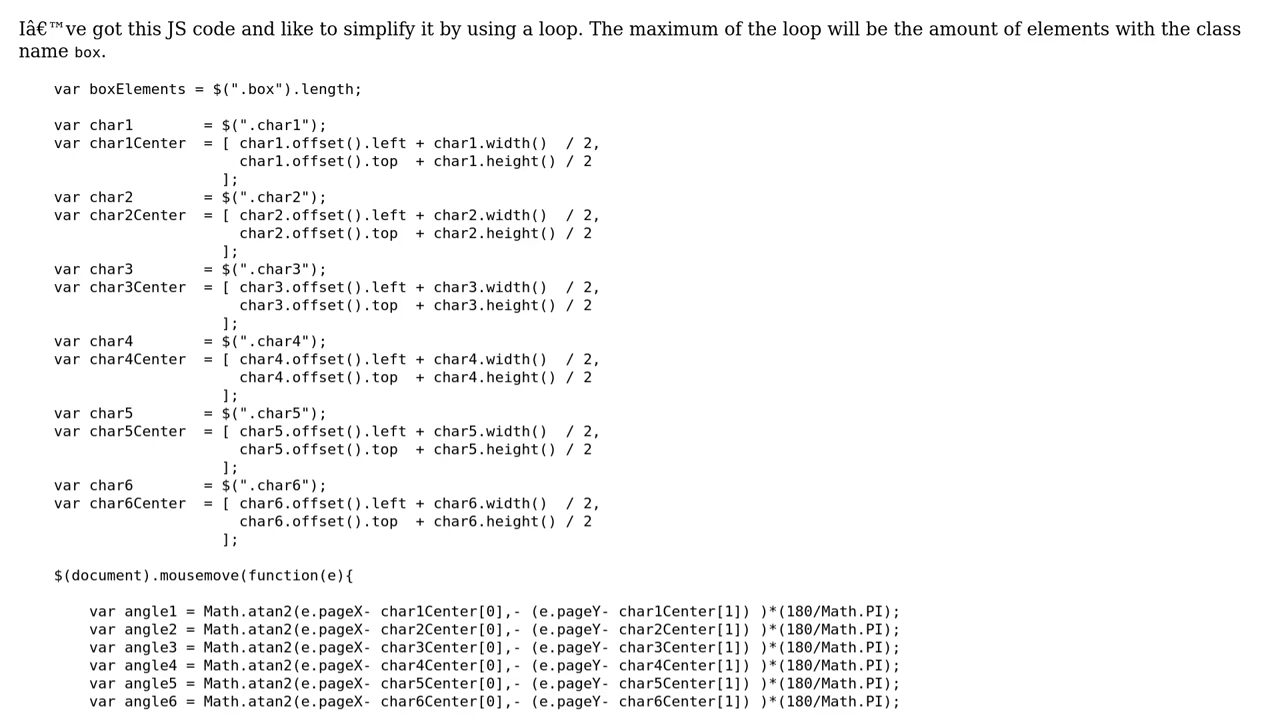 Iâ€™ve got this JS code and like to simplify it by using a loop. The maximum of the loop will be the amount of elements with the class
name box.
var boxElements = $(".box").length;
var char1        = $(".char1");
var char1Center  = [ char1.offset().left + char1.width()  / 2,
                     char1.offset().top  + char1.height() / 2
                   ];
var char2        = $(".char2");
var char2Center  = [ char2.offset().left + char2.width()  / 2,
                     char2.offset().top  + char2.height() / 2
                   ];
var char3        = $(".char3");
var char3Center  = [ char3.offset().left + char3.width()  / 2,
                     char3.offset().top  + char3.height() / 2
                   ];
var char4        = $(".char4");
var char4Center  = [ char4.offset().left + char4.width()  / 2,
                     char4.offset().top  + char4.height() / 2
                   ];
var char5        = $(".char5");
var char5Center  = [ char5.offset().left + char5.width()  / 2,
                     char5.offset().top  + char5.height() / 2
                   ];
var char6        = $(".char6");
var char6Center  = [ char6.offset().left + char6.width()  / 2,
                     char6.offset().top  + char6.height() / 2
                   ];
$(document).mousemove(function(e){
    var angle1 = Math.atan2(e.pageX- char1Center[0],- (e.pageY- char1Center[1]) )*(180/Math.PI);
    var angle2 = Math.atan2(e.pageX- char2Center[0],- (e.pageY- char2Center[1]) )*(180/Math.PI);
    var angle3 = Math.atan2(e.pageX- char3Center[0],- (e.pageY- char3Center[1]) )*(180/Math.PI);
    var angle4 = Math.atan2(e.pageX- char4Center[0],- (e.pageY- char4Center[1]) )*(180/Math.PI);
    var angle5 = Math.atan2(e.pageX- char5Center[0],- (e.pageY- char5Center[1]) )*(180/Math.PI);
    var angle6 = Math.atan2(e.pageX- char6Center[0],- (e.pageY- char6Center[1]) )*(180/Math.PI);